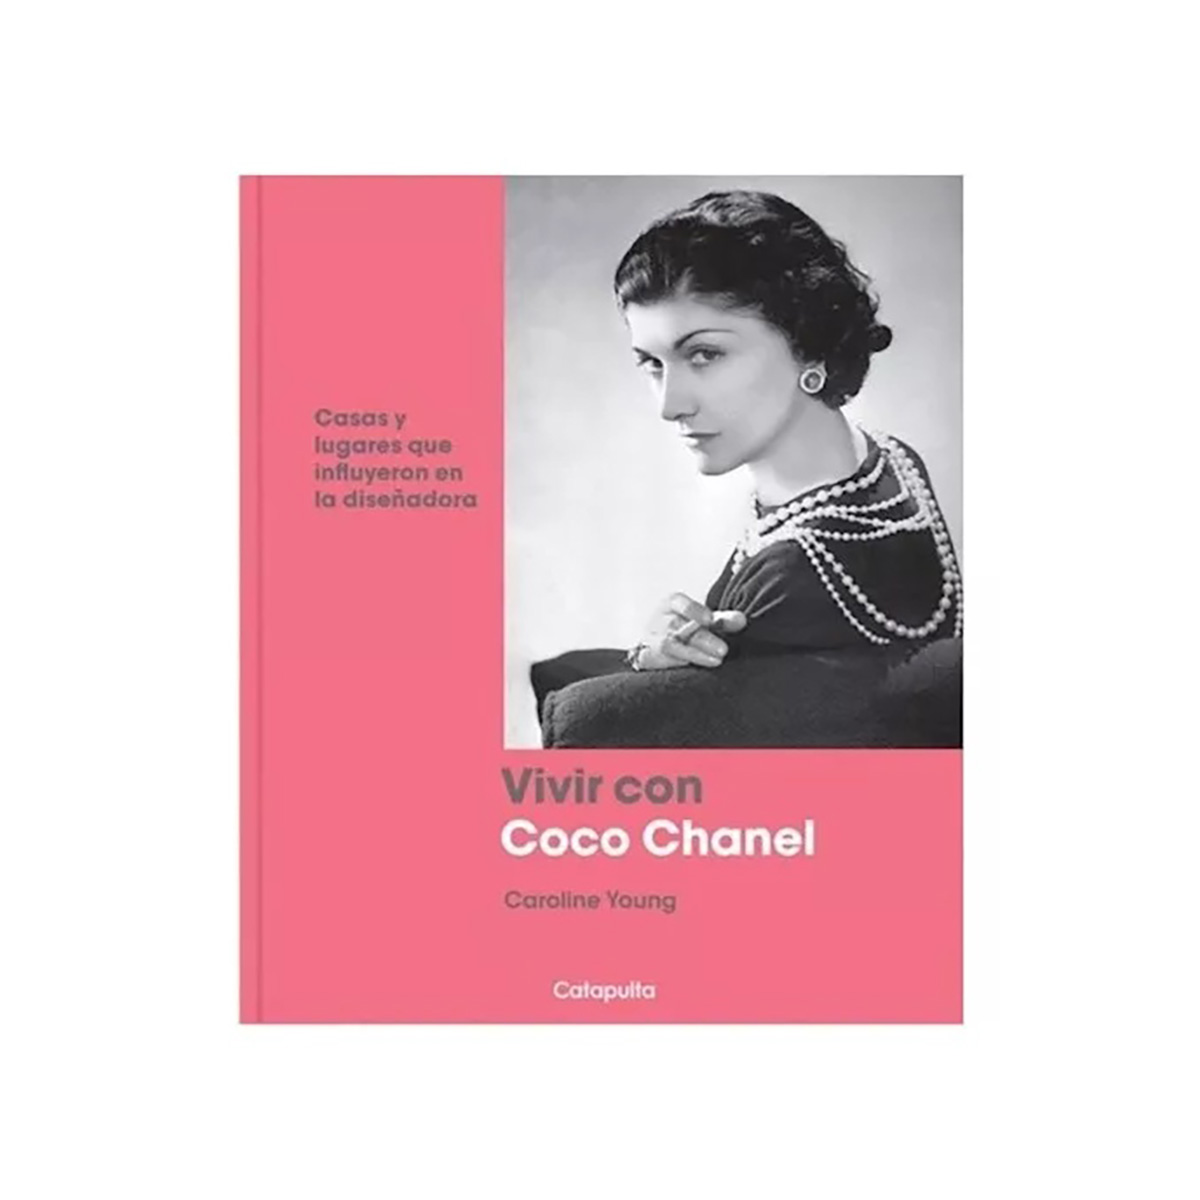 Casas y
lugares que
influyeron en
la diseñadora
Vivir con
Coco Chanel
Caroline Young
Catapulta